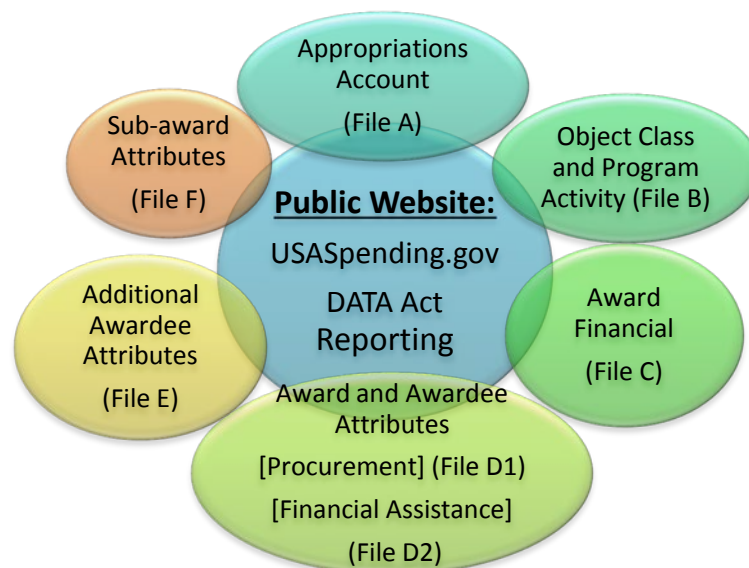 Appropriations
Account
(File A)
Sub-award
Attributes
(File F)
Object Class
and Program
Activity (File B)
Public Website:
USASpending.gov
DATA Act
Reporting
Additional
Awardee
Attributes
(File E)
Award
Financial
(File C)
Award and Awardee
Attributes
[Procurement] (File D1)
[Financial Assistance]
(File D2)